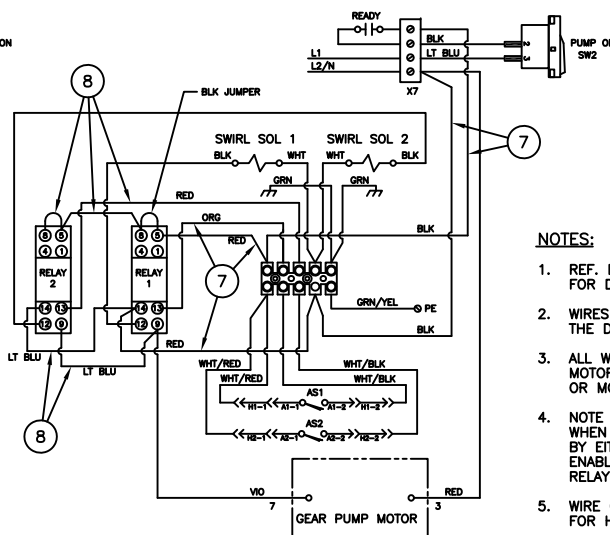 ON
READY
BLK
LT BLU
L1
L2/N
X7
2
3
PUMP O
SW2
8
BLK JUMPER
7
SWIRL SOL 1
SWIRL SOL 2
BLK
WHT
WHT
BLK
GRN
GRN
RED
ORG
RED
BLK
8 5
4 1
RELAY
2
14 13
12 9
8 5
4 1
RELAY
1
14 13
12 9
7
GRN/YEL
PE
BLK
LT BLU
RED
LT BLU
8
WHT/RED
WHT/BLK
WHT/RED
WHT/BLK
AS1
H1-1 A1-1 A1-2 H1-2
AS2
H2-1 A2-1 A2-2 H2-2
VIO
7
RED
3
GEAR PUMP MOTOR
NOTES:
1. REF.
FOR D
2. WIRES
THE D
3. ALL W
MOTOR
OR MO
4. NOTE
WHEN
BY EIT
ENABL
RELAY
5. WIRE
FOR H